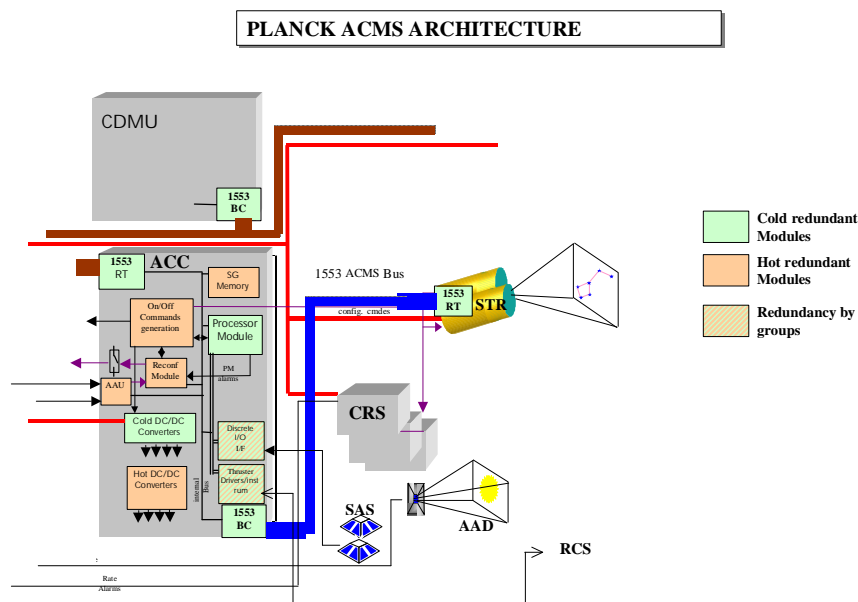 PLANCK ACMS ARCHITECTURE
CDMU
1553
BC
1553
RT
ACC
SG
Memory
On/Off
Commands
generation
Processor
Module
Reconf
Module
PM
alarms
AAU
Cold DC/DC
Converters
Discrete
I/O
I/F
Hot DC/DC
Converters
internal
Bus
Thruster
Drivers/inst
rum
1553
BC
1553 ACMS Bus
config. cmdes
1553
RT
STR
CRS
SAS
AAD
RCS
:
Rate
Alarms
Cold redundant
Modules
Hot redundant
Modules
Redundancy by
groups